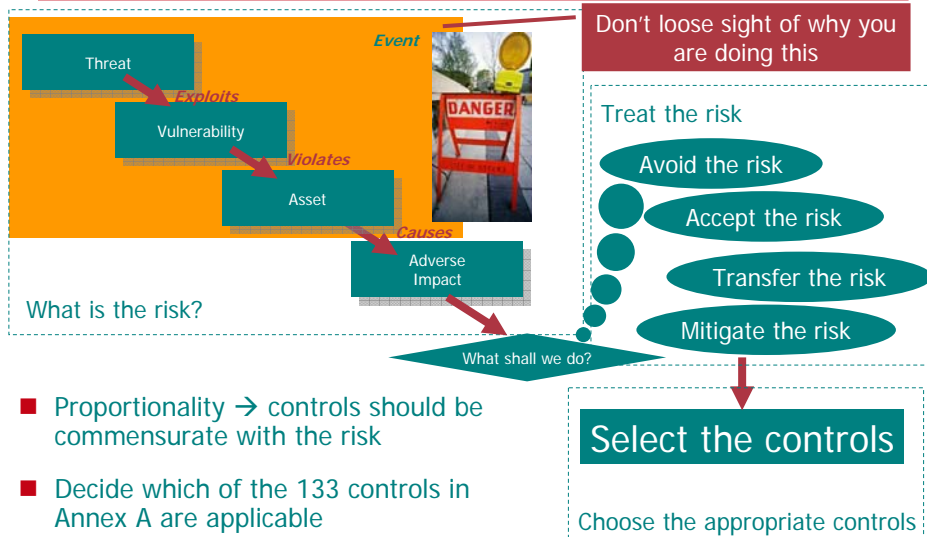 Event
Don't loose sight of why you
are doing this
Threat
Exploits
Vulnerability
Violates
Asset
Causes
Adverse
Impact
What is the risk?
What shall we do?
DANGER
Treat the risk
Avoid the risk
Accept the risk
Transfer the risk
Mitigate the risk
Select the controls
Choose the appropriate controls
Proportionality → controls should be
commensurate with the risk
Decide which of the 133 controls in
Annex A are applicable